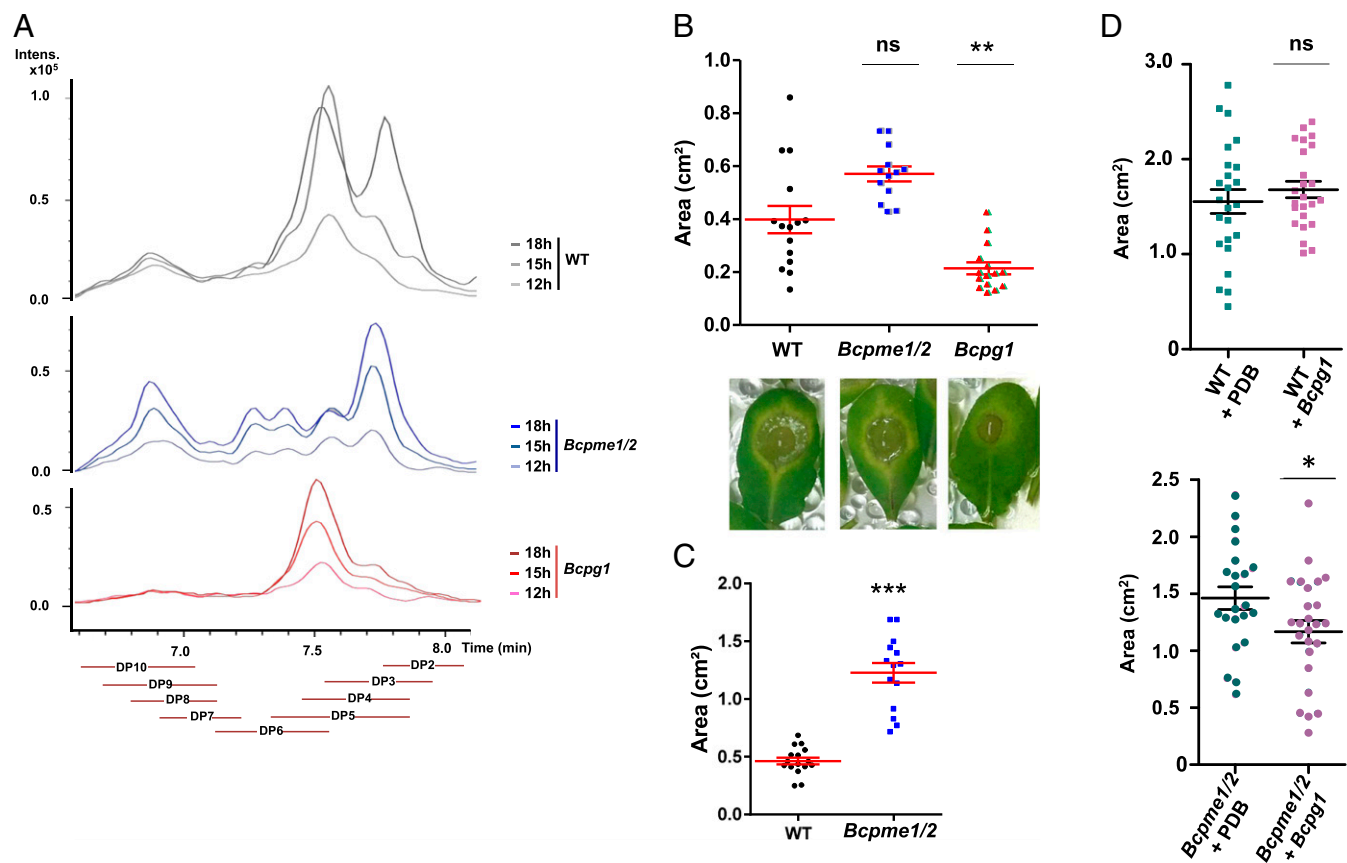 A
Intens.
x10⁵
1.0
0.5
0.0
18h
15h
12h
WT
0.5
0.0
18h
15h
12h
Bcpme1/2
0.5
0.0
18h
15h
12h
Bcpg1
7.0
7.5
8.0
Time (min)
DP10
DP9
DP8
DP7
DP6
DP2
DP3
DP4
DP5
B
ns
**
Area (cm²)
1.0
0.8
0.6
0.4
0.2
0.0
WT
Bcpme1/2
Bcpg1
C
***
Area (cm²)
2.0
1.5
1.0
0.5
0.0
WT
Bcpme1/2
D
ns
Area (cm²)
3.0
2.0
1.0
0
WT
+ PDB
WT
+ Bcpg1
*
Area (cm²)
2.5
2.0
1.5
1.0
0.5
0
Bcpme1/2
+ PDB
Bcpme1/2
+ Bcpg1